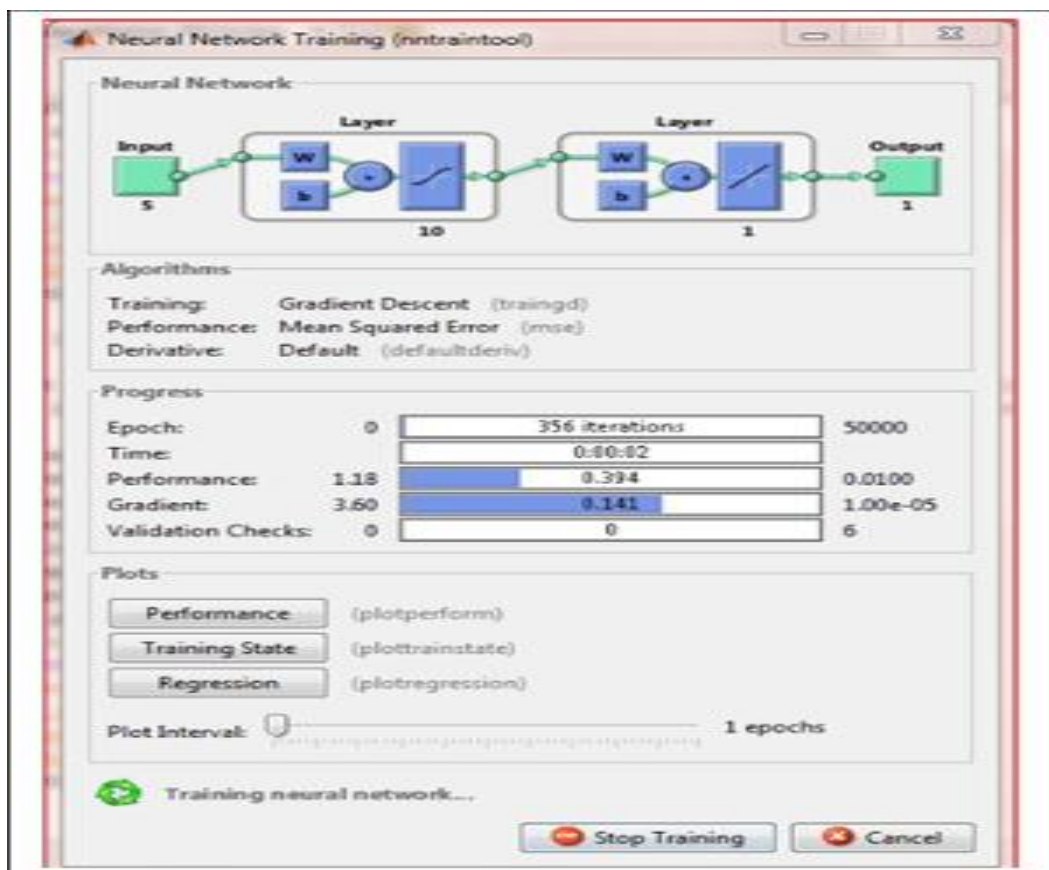 Neural Network Training (nntraintool)
Neural Network
Layer Layer
Input Output
W W
b b
5 10 1 1
Algorithms
Training: Gradient Descent (traingd)
Performance: Mean Squared Error (mse)
Derivative: Default (defaultderiv)
Progress
Epoch: 0 356 iterations 50000
Time: 0:00:02
Performance: 1.18 0.394 0.0100
Gradient: 3.60 0.141 1.00e-05
Validation Checks: 0 0 6
Plots
Performance (plotperform)
Training State (plottrainstate)
Regression (plotregression)
Plot Interval: 1 epochs
Training neural network...
Stop Training Cancel